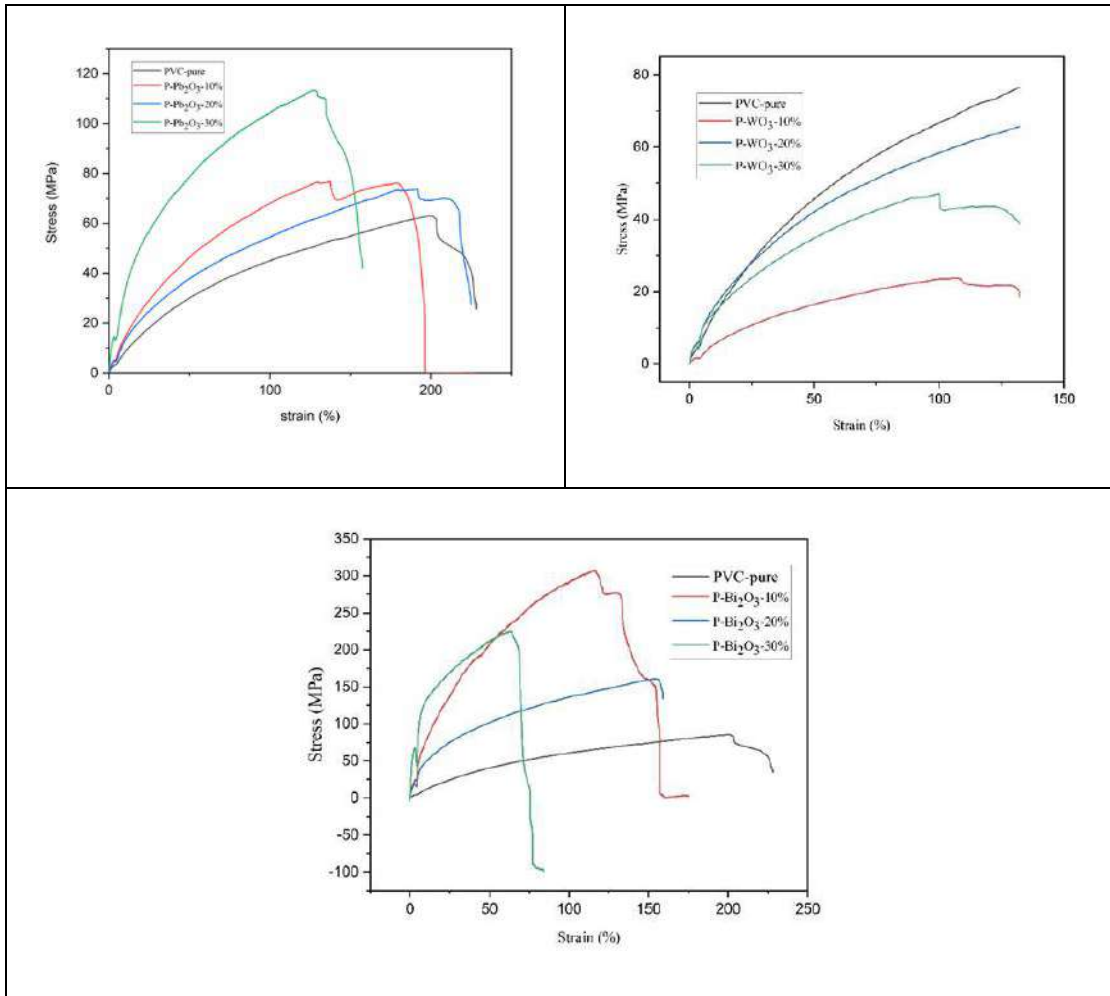 120
100
80
60
40
20
0
Stress (MPa)
PVC-pure
P-Pb2O3-10%
P-Pb2O3-20%
P-Pb2O3-30%
0 100 200
strain (%)
80
60
40
20
0
Stress (MPa)
PVC-pure
P-WO3-10%
P-WO3-20%
P-WO3-30%
0 50 100 150
Strain (%)
350
300
250
200
150
100
50
0
-50
-100
Stress (MPa)
PVC-pure
P-Bi2O3-10%
P-Bi2O3-20%
P-Bi2O3-30%
0 50 100 150 200 250
Strain (%)